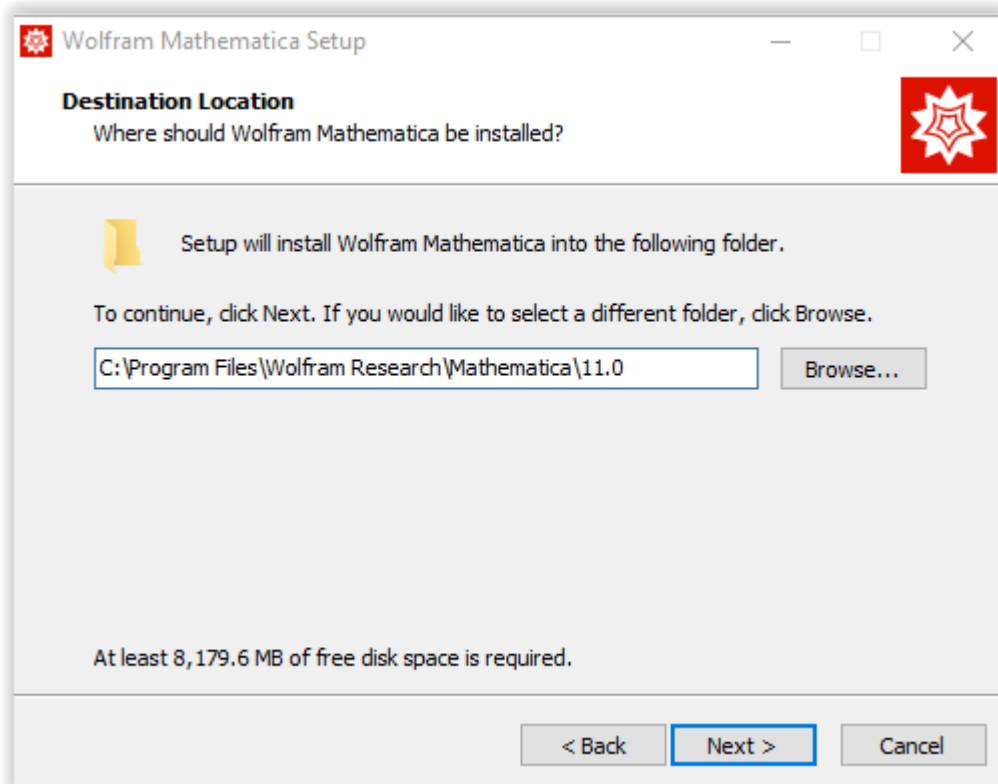 Wolfram Mathematica Setup
Destination Location
Where should Wolfram Mathematica be installed?
Setup will install Wolfram Mathematica into the following folder.
To continue, click Next. If you would like to select a different folder, click Browse.
C:\Program Files\Wolfram Research\Mathematica\11.0
Browse...
At least 8,179.6 MB of free disk space is required.
< Back
Next >
Cancel